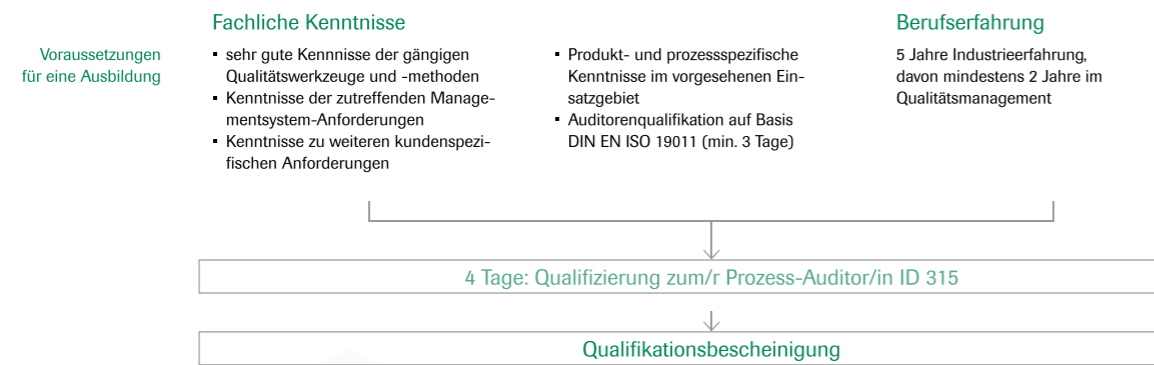 Voraussetzungen
für eine Ausbildung
Fachliche Kenntnisse
▪ sehr gute Kennnisse der gängigen
Qualitätswerkzeuge und -methoden
▪ Kenntnisse der zutreffenden Manage-
mentsystem-Anforderungen
▪ Kenntnisse zu weiteren kundenspezi-
fischen Anforderungen
▪ Produkt- und prozessspezifische
Kenntnisse im vorgesehenen Ein-
satzgebiet
▪ Auditorenqualifikation auf Basis
DIN EN ISO 19011 (min. 3 Tage)
Berufserfahrung
5 Jahre Industrieerfahrung,
davon mindestens 2 Jahre im
Qualitätsmanagement
4 Tage: Qualifizierung zum/r Prozess-Auditor/in ID 315
Qualifikationsbescheinigung